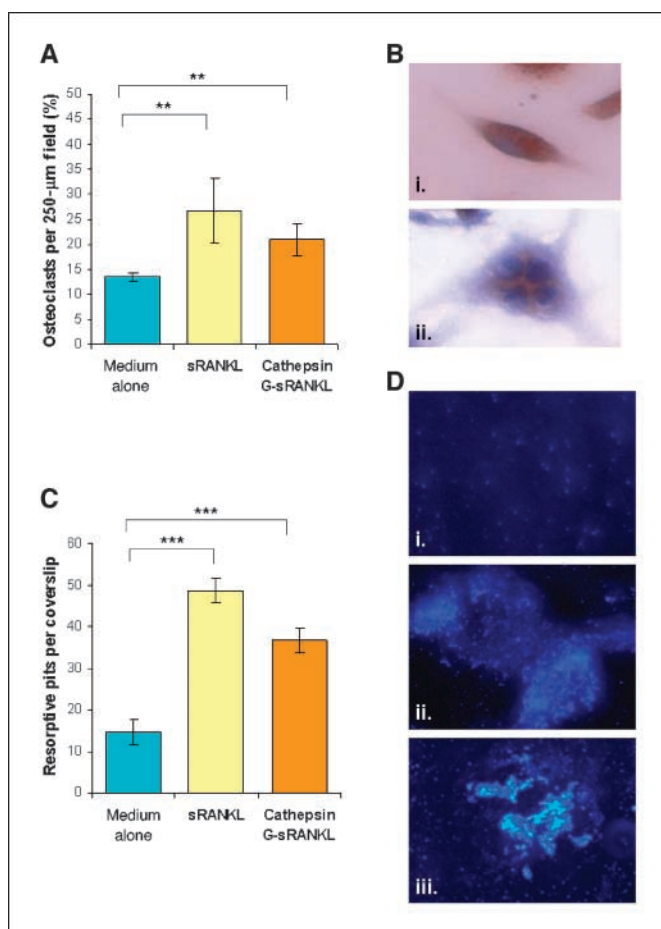 A
Osteoclasts per 250-µm field (%)
50
45
40
35
30
25
20
15
10
5
0
**
**
Medium
alone
sRANKL
Cathepsin
G-sRANKL
B
i.
ii.
C
Resorptive pits per coverslip
60
50
40
30
20
10
0
***
***
Medium
alone
sRANKL
Cathepsin
G-sRANKL
D
i.
ii.
iii.